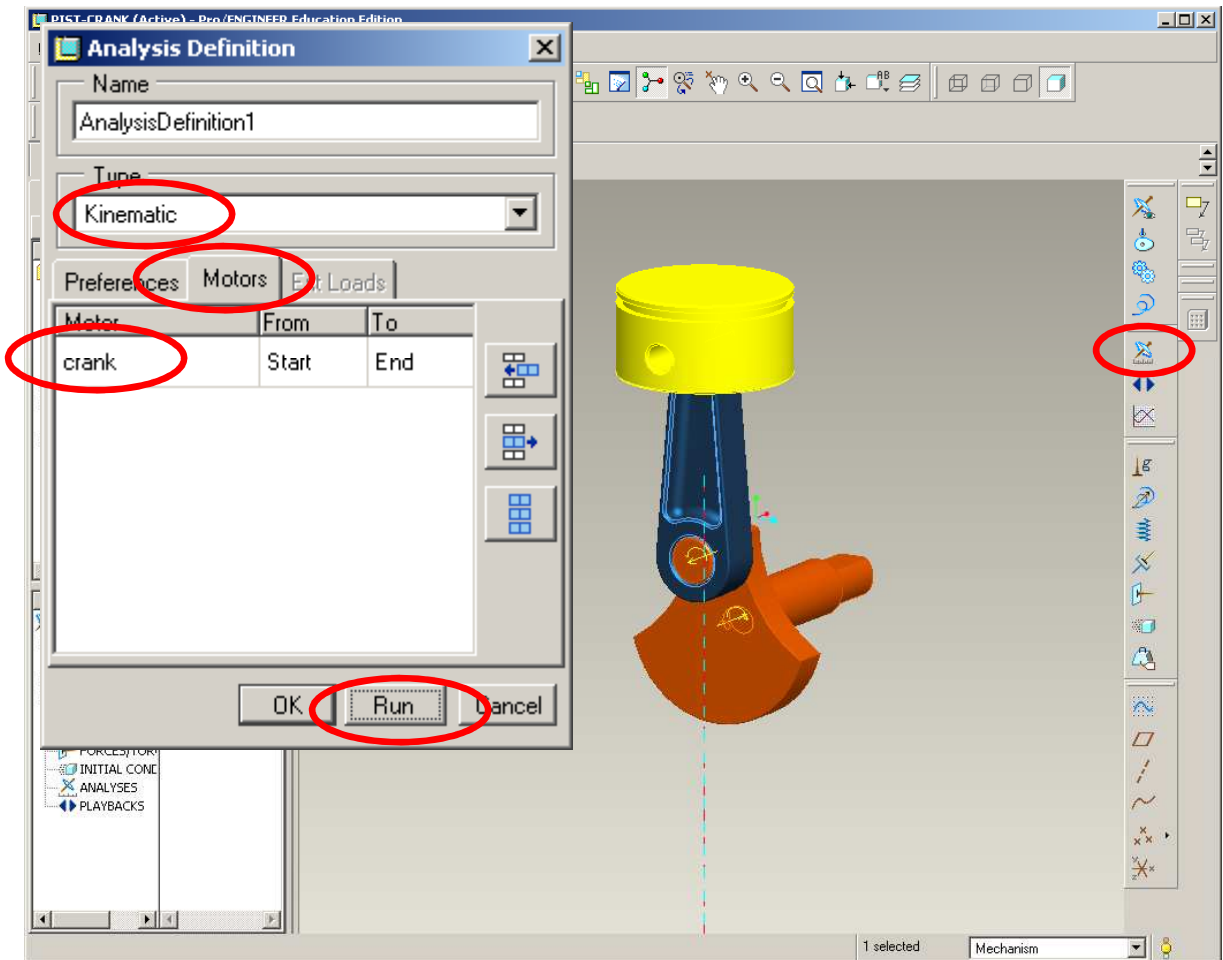 PIST-CRANK (Active) - Pro/ENGINEER Education Edition
Analysis Definition
Name
AnalysisDefinition1
Type
Kinematic
Preferences Motors Ext Loads
Motor From To
crank Start End
OK Run Cancel
FORCES/TOR
INITIAL COND
ANALYSES
PLAYBACKS
1 selected Mechanism